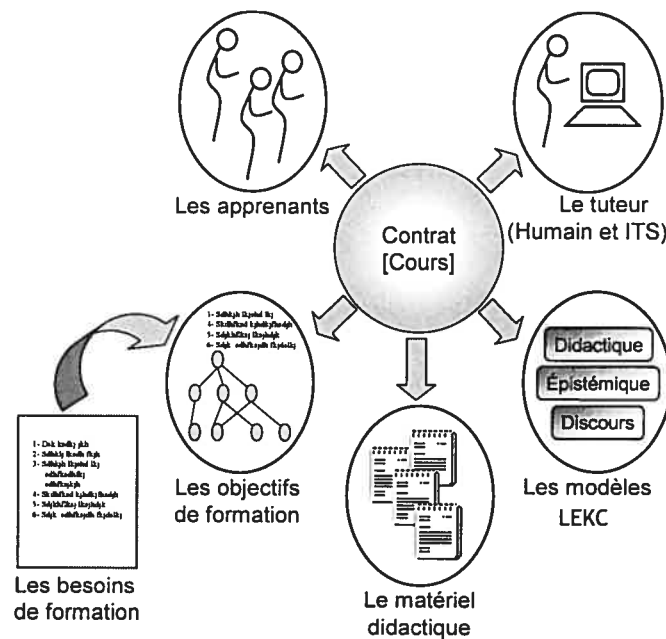 Les apprenants
Le tuteur
(Humain et ITS)
Contrat
[Cours]
Didactique
Épistémique
Discours
Les objectifs
de formation
Les modèles
LEKC
Les besoins
de formation
Le matériel
didactique